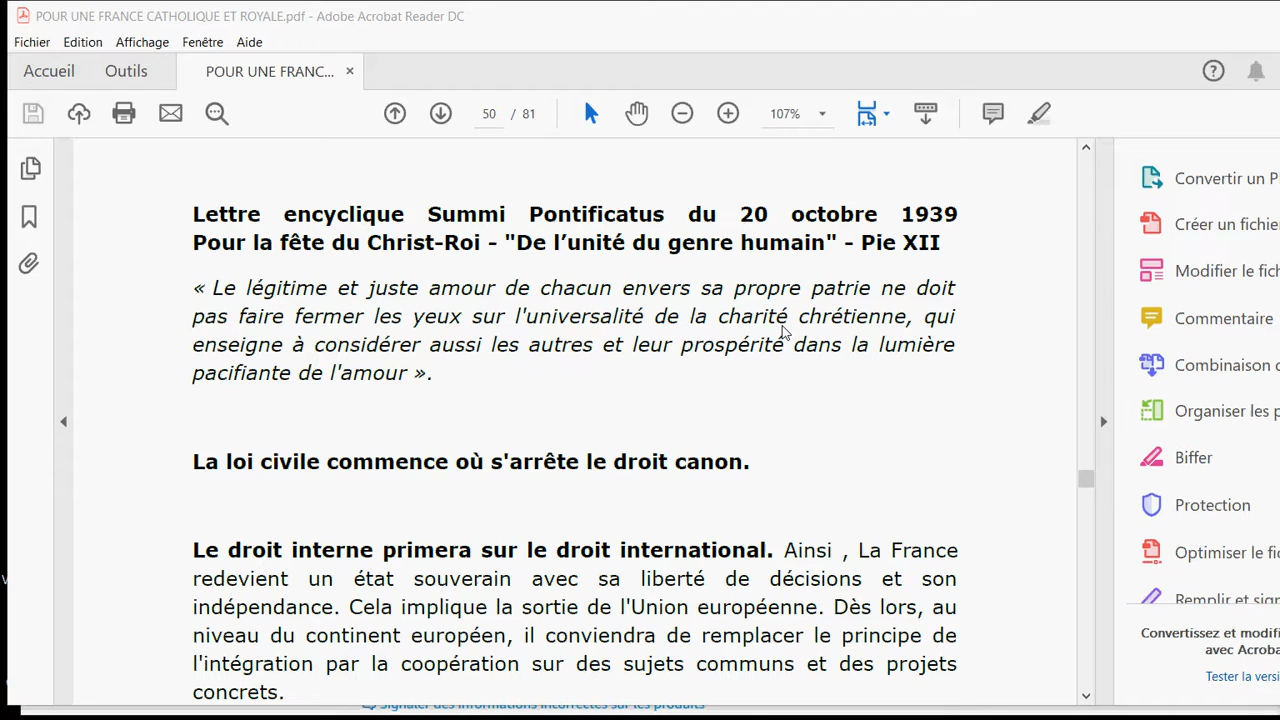 POUR UNE FRANCE CATHOLIQUE ET ROYALE.pdf - Adobe Acrobat Reader DC
Fichier Edition Affichage Fenêtre Aide
Accueil Outils POUR UNE FRANC... ×
50 / 81 107%
Lettre encyclique Summi Pontificatus du 20 octobre 1939
Pour la fête du Christ-Roi - "De l’unité du genre humain" - Pie XII
« Le légitime et juste amour de chacun envers sa propre patrie ne doit
pas faire fermer les yeux sur l'universalité de la charité chrétienne, qui
enseigne à considérer aussi les autres et leur prospérité dans la lumière
pacifiante de l'amour ».
La loi civile commence où s'arrête le droit canon.
Le droit interne primera sur le droit international. Ainsi , La France
redevient un état souverain avec sa liberté de décisions et son
indépendance. Cela implique la sortie de l'Union européenne. Dès lors, au
niveau du continent européen, il conviendra de remplacer le principe de
l'intégration par la coopération sur des sujets communs et des projets
concrets.
Convertir un P
Créer un fichie
Modifier le fich
Commentaire
Combinaison d
Organiser les p
Biffer
Protection
Optimiser le fic
Remplir et sign
Convertissez et modifi
avec Acroba
Tester la versi
Signaler des informations incorrectes sur les produits